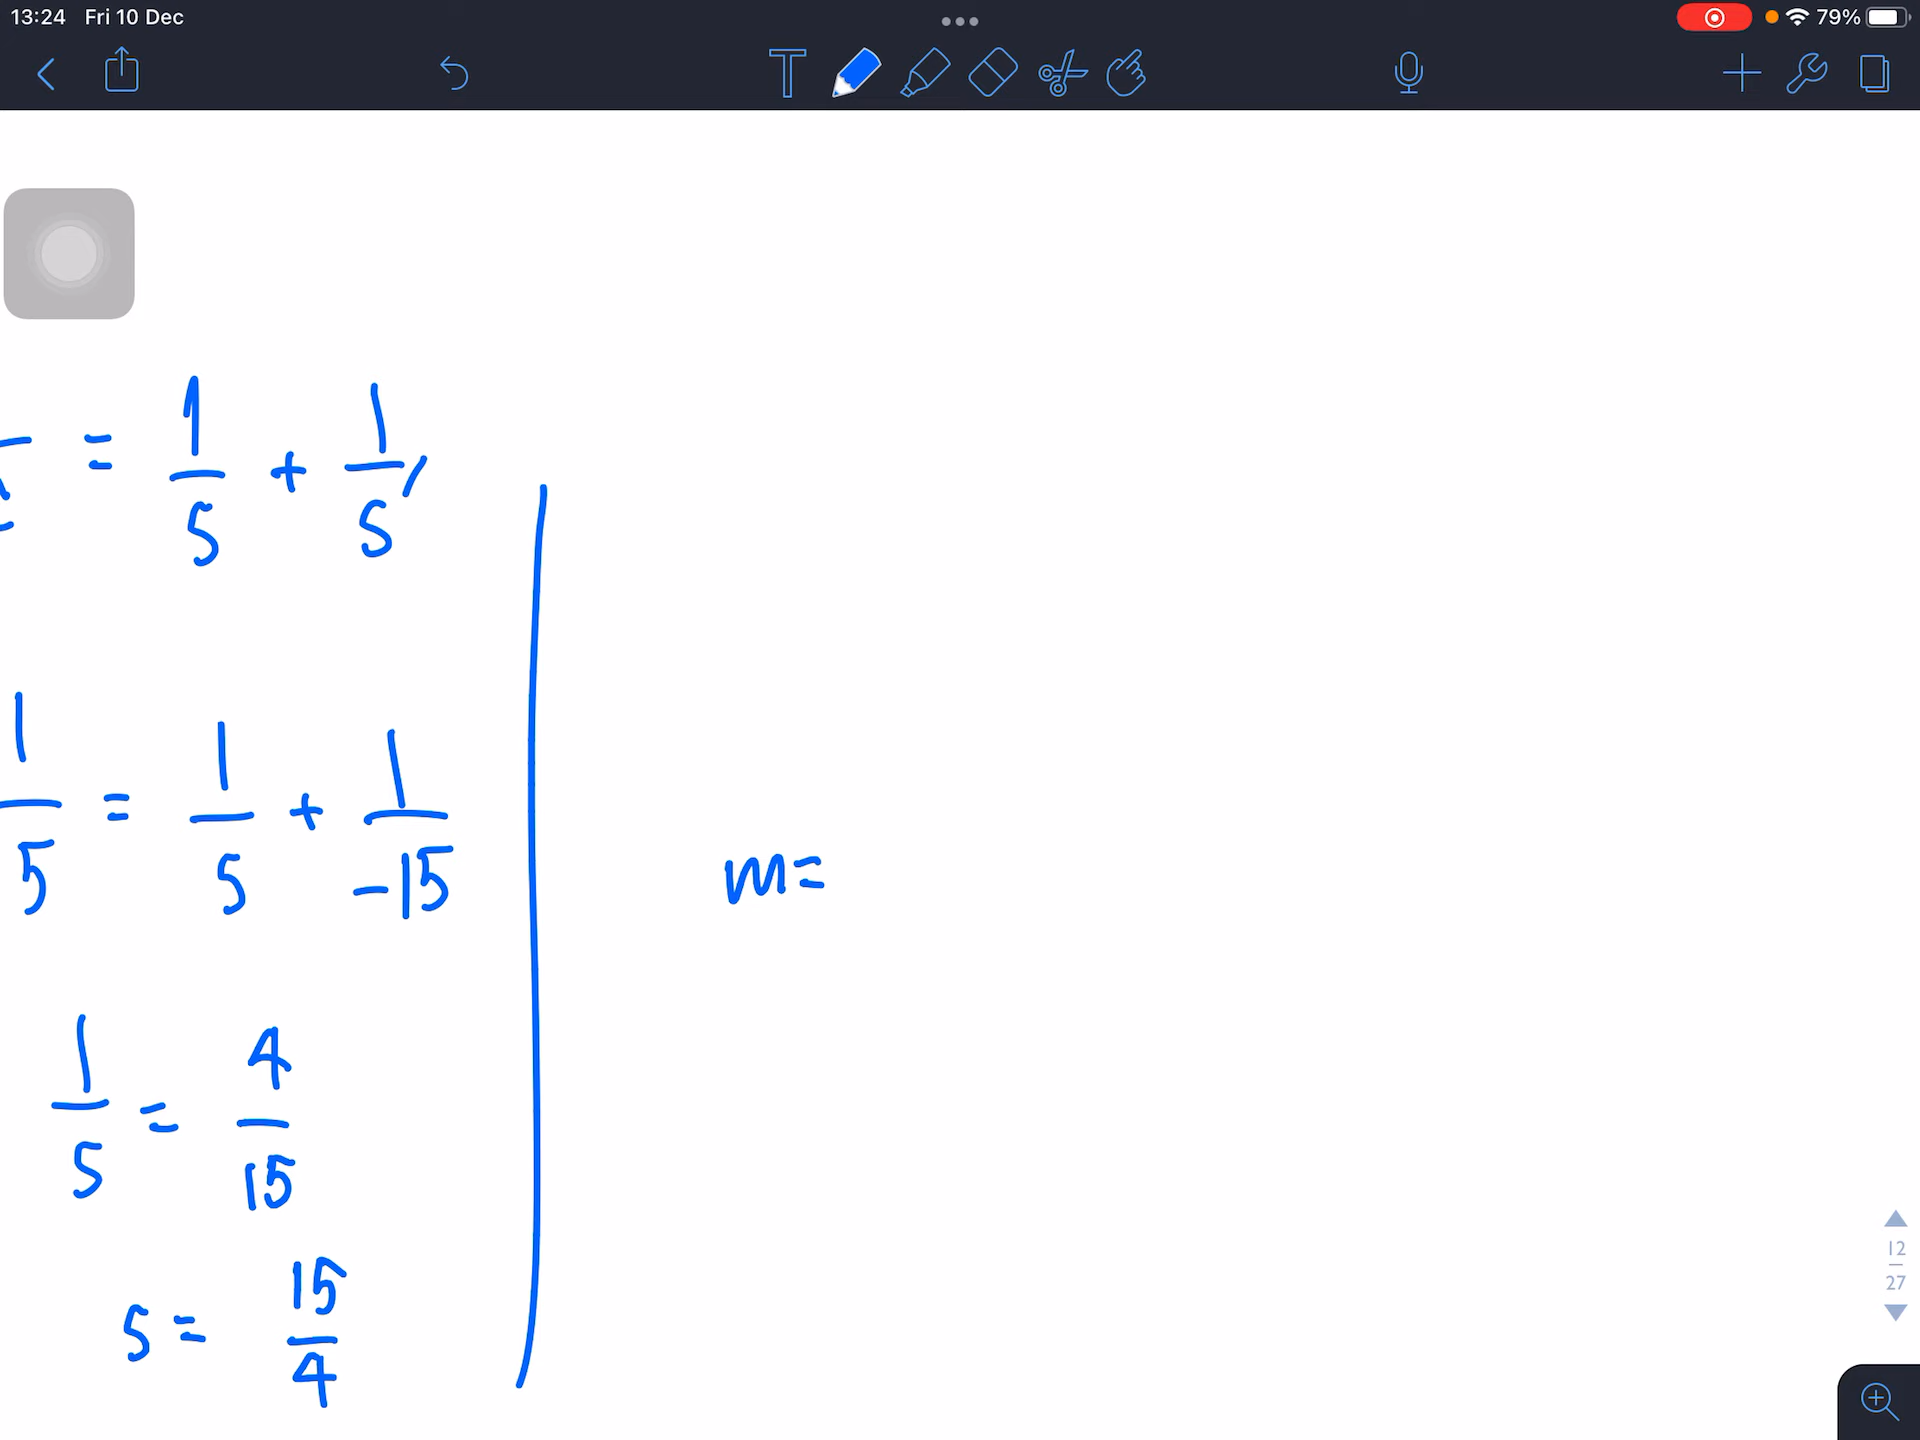 13:24 Fri 10 Dec 79%
T
= 1/5 + 1/5′
1/5 = 1/5 + 1/-15
m=
1/5 = 4/15
12
27
5 = 15/4